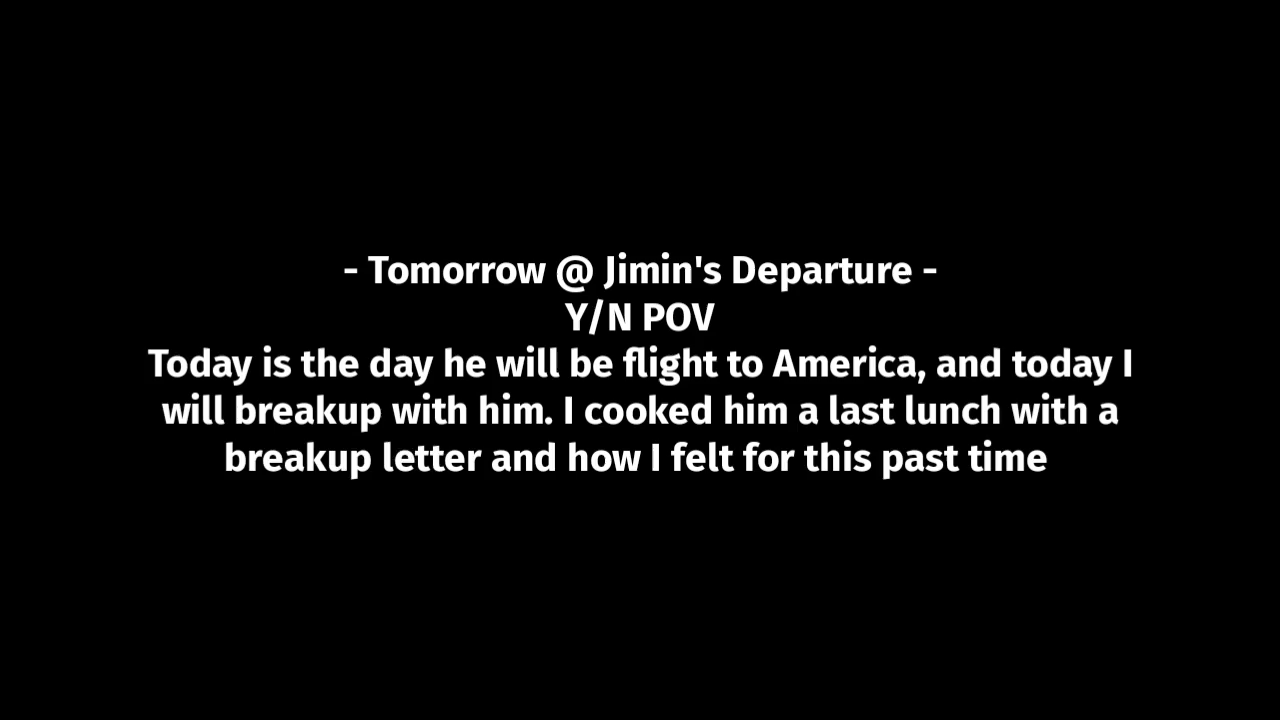 - Tomorrow @ Jimin's Departure -
Y/N POV
Today is the day he will be flight to America, and today I
will breakup with him. I cooked him a last lunch with a
breakup letter and how I felt for this past time